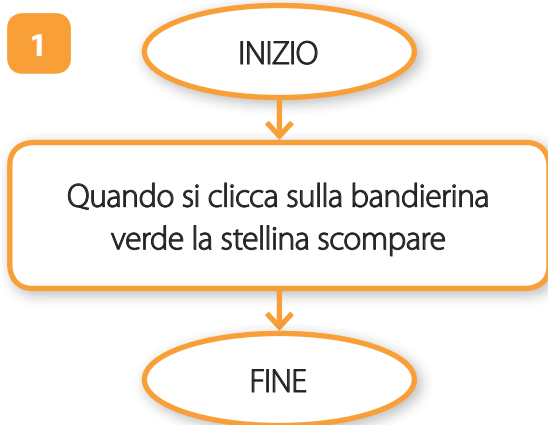 1
INIZIO
Quando si clicca sulla bandierina
verde la stellina scompare
FINE